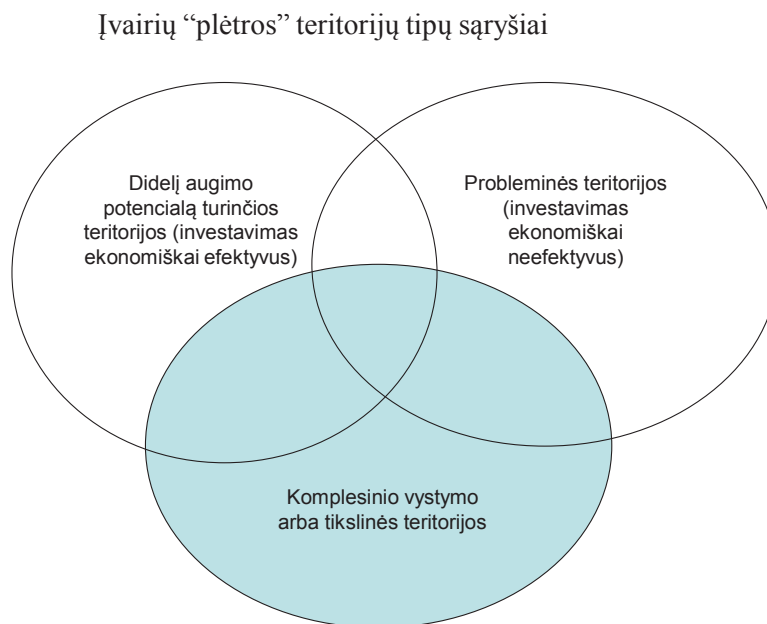 Įvairių “plėtros” teritorijų tipų sąryšiai
Didelį augimo
potencialą turinčios
teritorijos (investavimas
ekonomiškai efektyvus)
Probleminės teritorijos
(investavimas
ekonomiškai
neefektyvus)
Komplesinio vystymo
arba tikslinės teritorijos